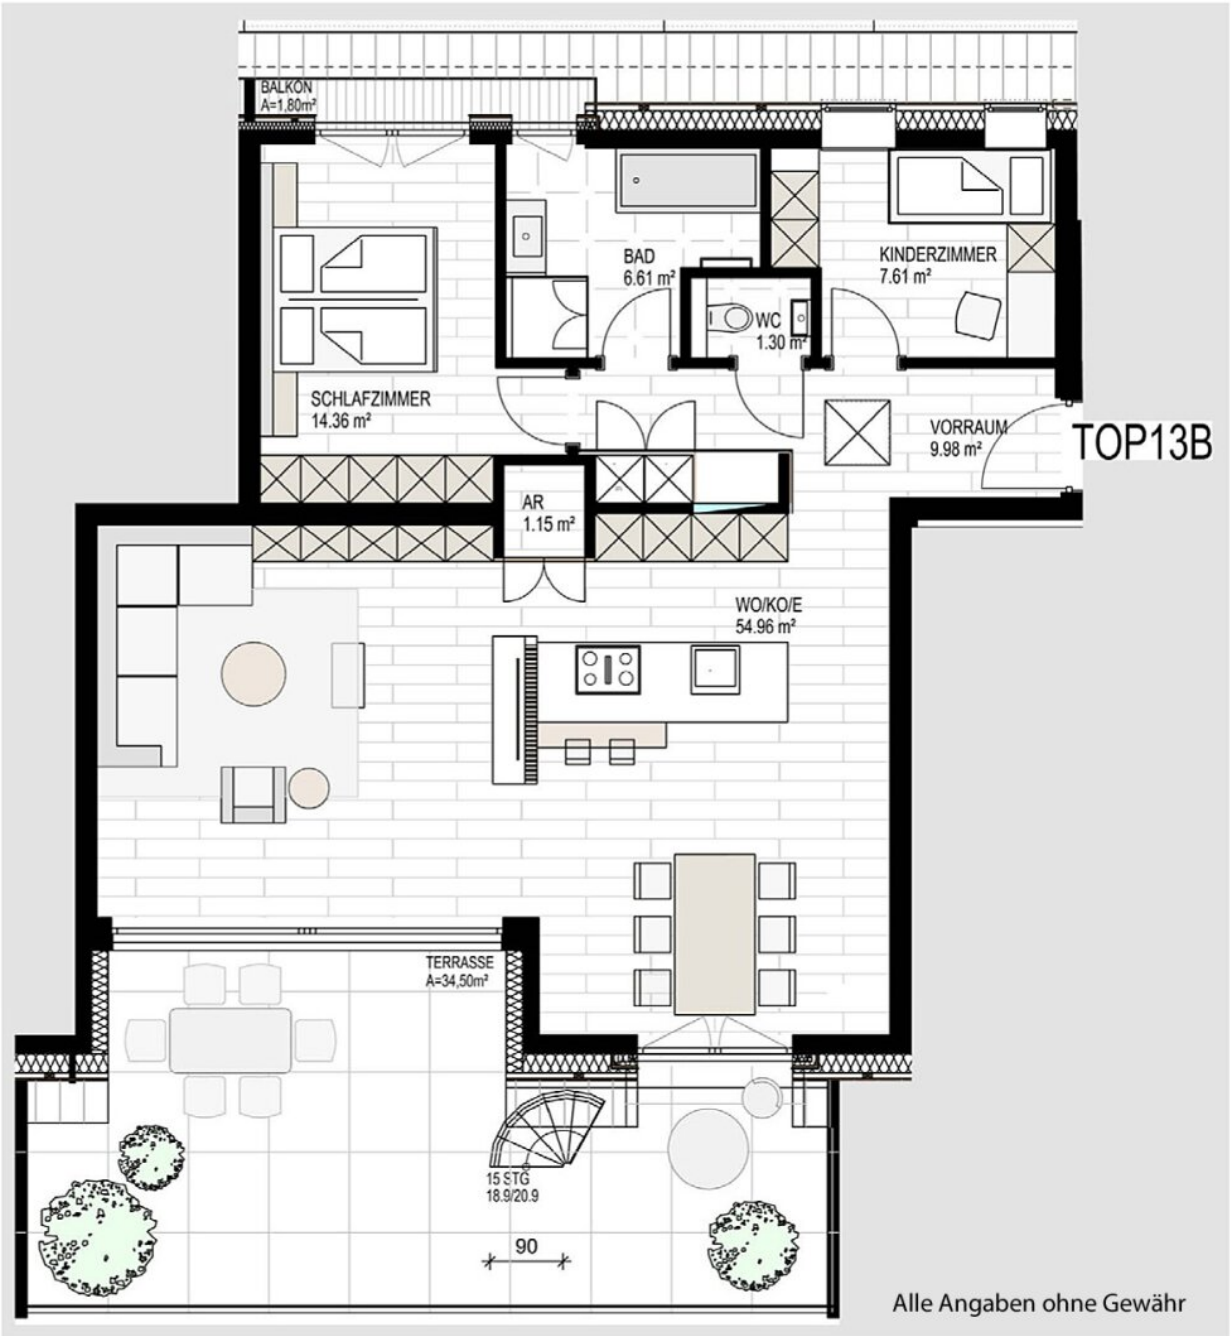 BALKON
A=1.80m²
BAD
6.61 m²
KINDERZIMMER
7.61 m²
WC
1.30 m²
SCHLAFZIMMER
14.36 m²
VORRAUM
9.98 m²
TOP13B
AR
1.15 m²
WO/KO/E
54.96 m²
TERRASSE
A=34,50m²
15 STG
18.9/20.9
90
Alle Angaben ohne Gewähr